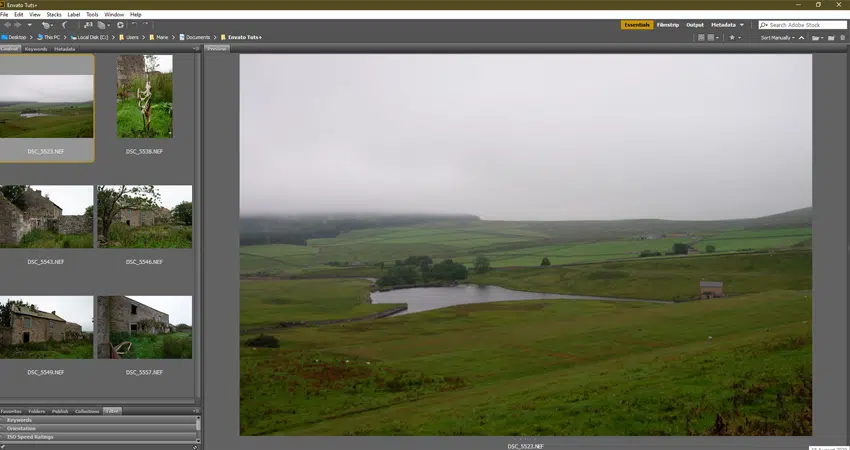 Envato Tuts+
File Edit View Stacks Label Tools Window Help
Essentials Filmstrip Output Metadata Search Adobe Stock
Desktop This PC Local Disk (C:) Users Marie Documents Envato Tuts+ Sort Manually
Content Keywords Metadata Preview
DSC_5523.NEF DSC_5538.NEF
DSC_5543.NEF DSC_5546.NEF
DSC_5549.NEF DSC_5557.NEF
Favorites Folders Publish Collections Filter
Keywords
Orientation
ISO Speed Ratings
DSC_5523.NEF